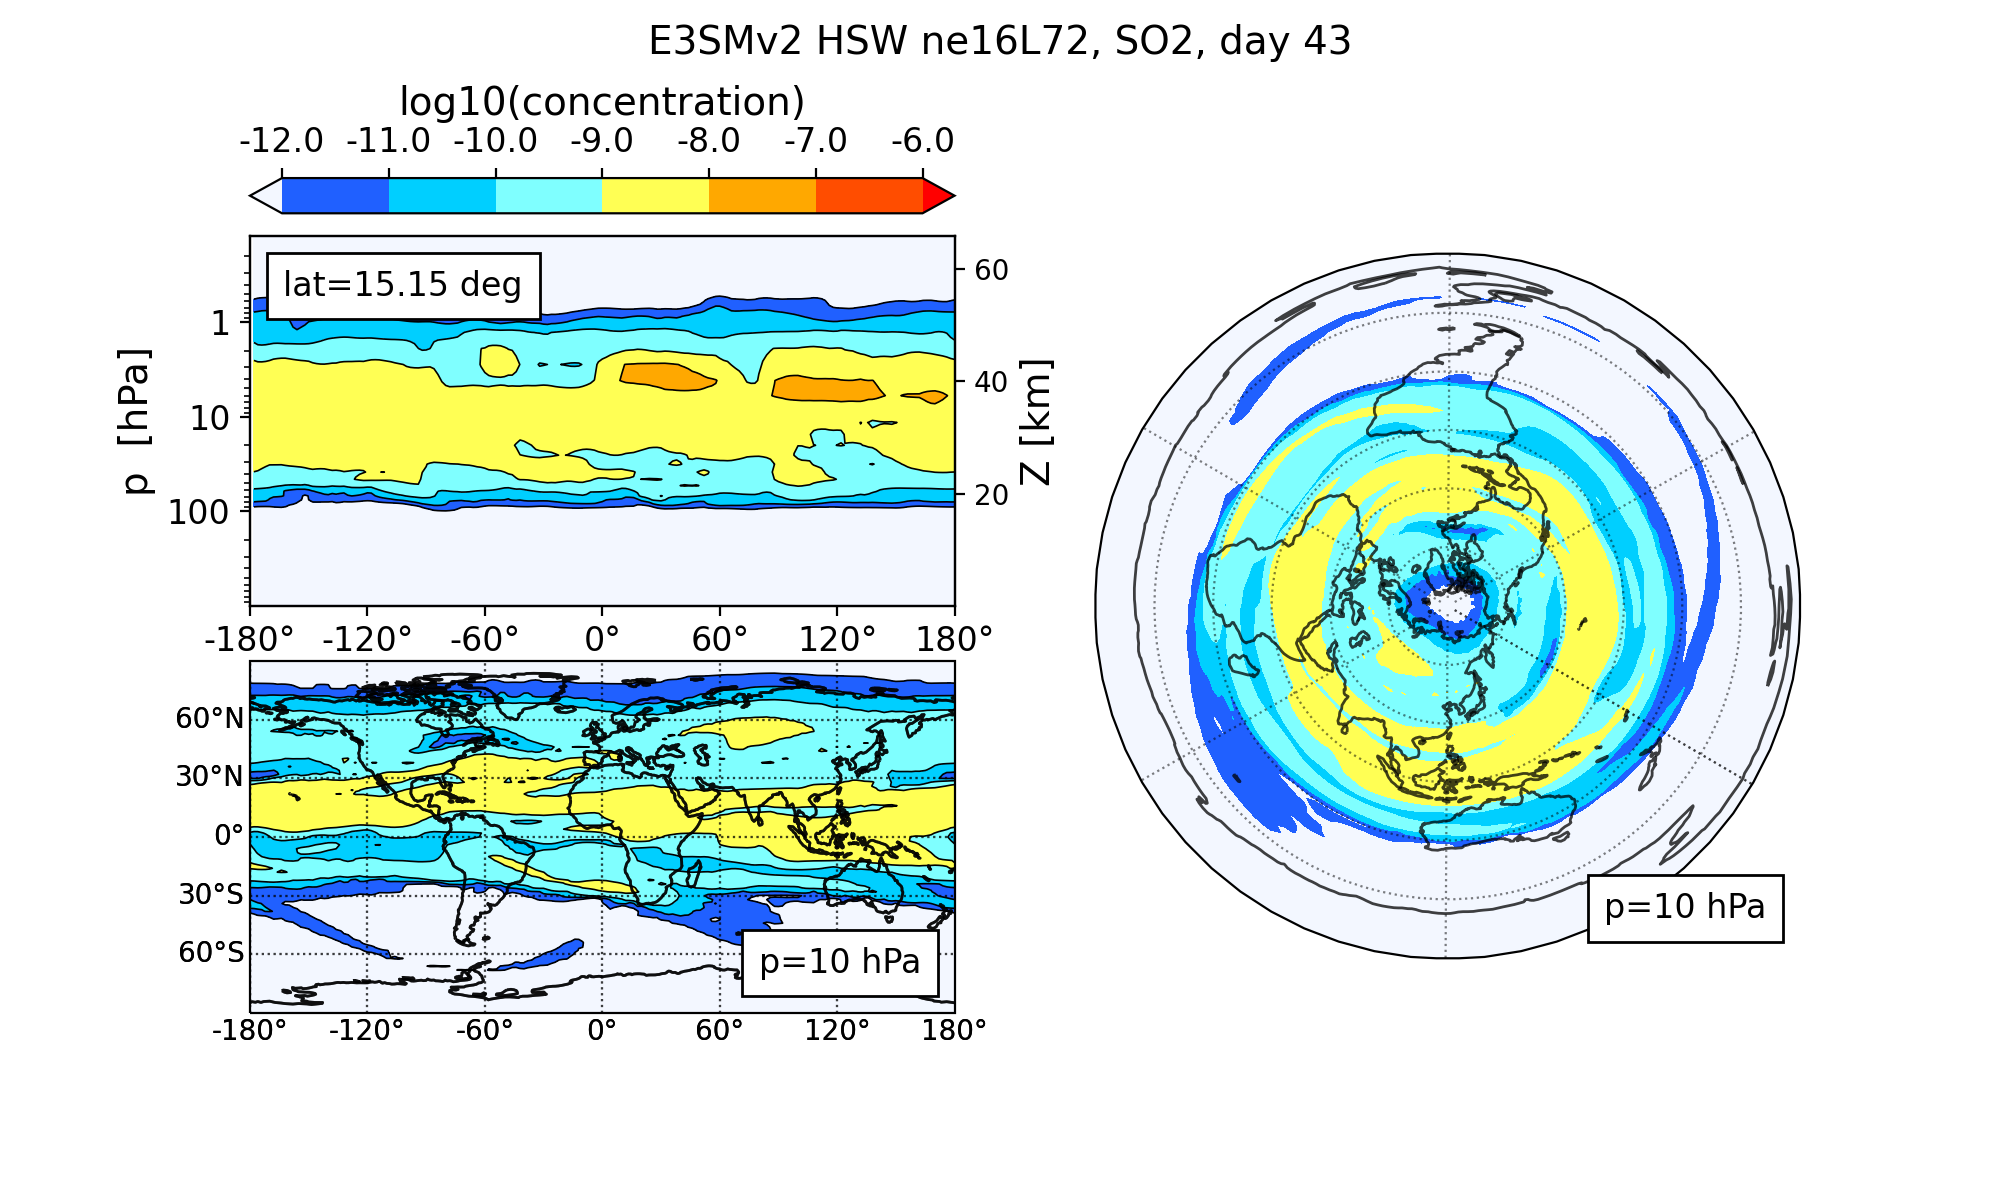 E3SMv2 HSW ne16L72, SO2, day 43
log10(concentration)
-12.0 -11.0 -10.0 -9.0 -8.0 -7.0 -6.0
lat=15.15 deg
p [hPa]
1
10
100
60
40
20
Z [km]
-180° -120° -60° 0° 60° 120° 180°
60°N
30°N
0°
30°S
60°S
p=10 hPa
-180° -120° -60° 0° 60° 120° 180°
p=10 hPa